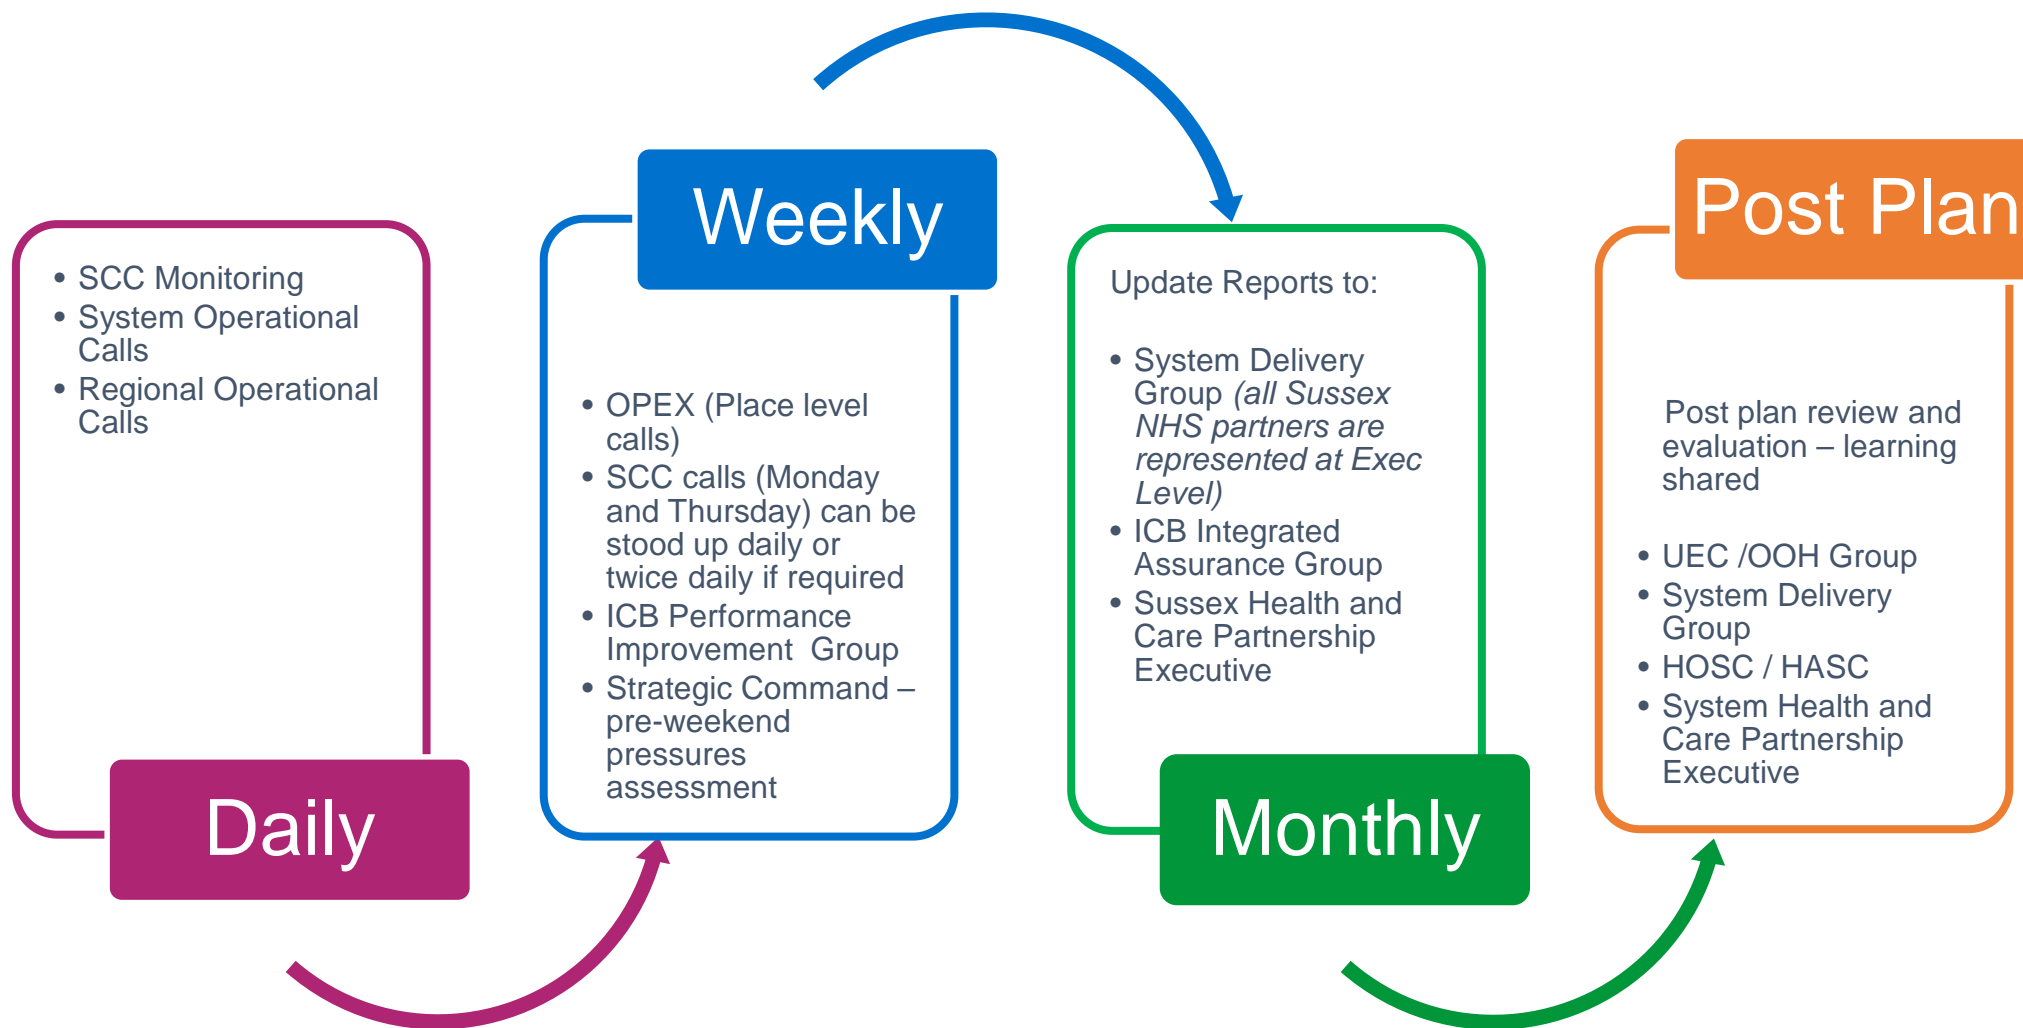 • SCC Monitoring
• System Operational
Calls
• Regional Operational
Calls
Daily
Weekly
• OPEX (Place level
calls)
• SCC calls (Monday
and Thursday) can be
stood up daily or
twice daily if required
• ICB Performance
Improvement  Group
• Strategic Command –
pre-weekend
pressures
assessment
Update Reports to:
• System Delivery
Group (all Sussex
NHS partners are
represented at Exec
Level)
• ICB Integrated
Assurance Group
• Sussex Health and
Care Partnership
Executive
Monthly
Post Plan
Post plan review and
evaluation – learning
shared
• UEC /OOH Group
• System Delivery
Group
• HOSC / HASC
• System Health and
Care Partnership
Executive